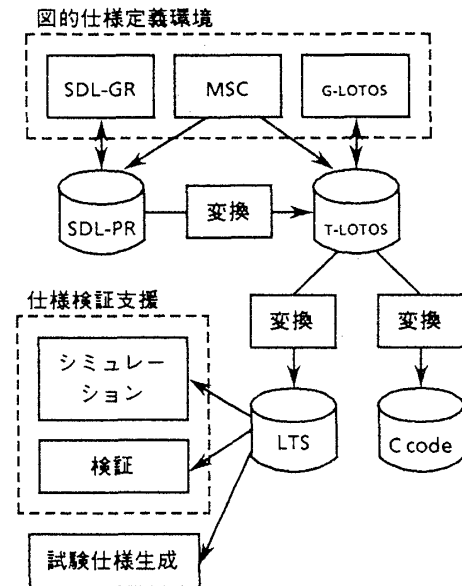 図的仕様定義環境
SDL-GR
MSC
G-LOTOS
SDL-PR
変換
T-LOTOS
仕様検証支援
変換
変換
シミュレー
ション
LTS
C code
検証
試験仕様生成